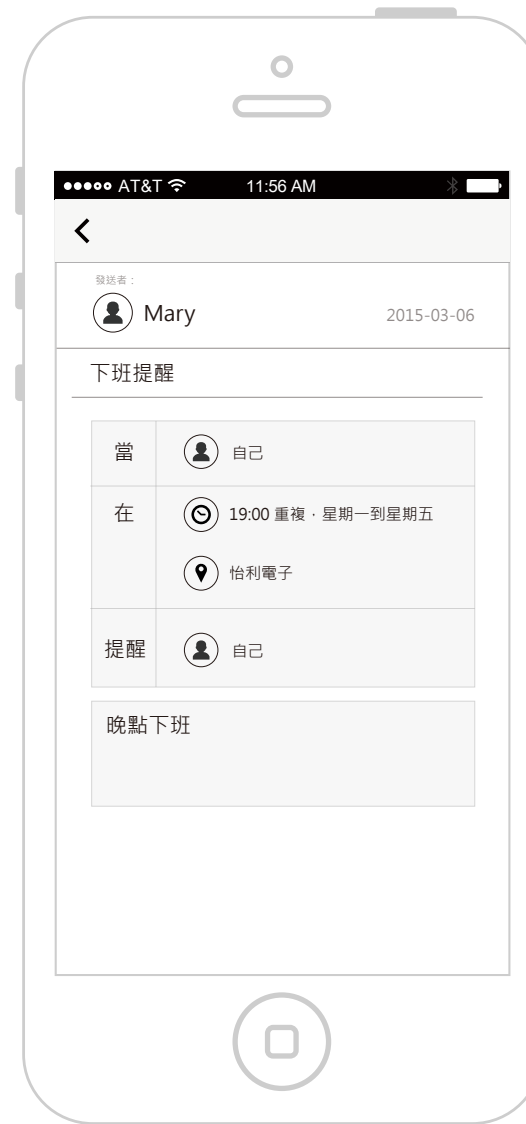 AT&T 11:56 AM
發送者：
Mary 2015-03-06
下班提醒
當 自己
在 19:00 重複．星期一到星期五
怡利電子
提醒 自己
晚點下班